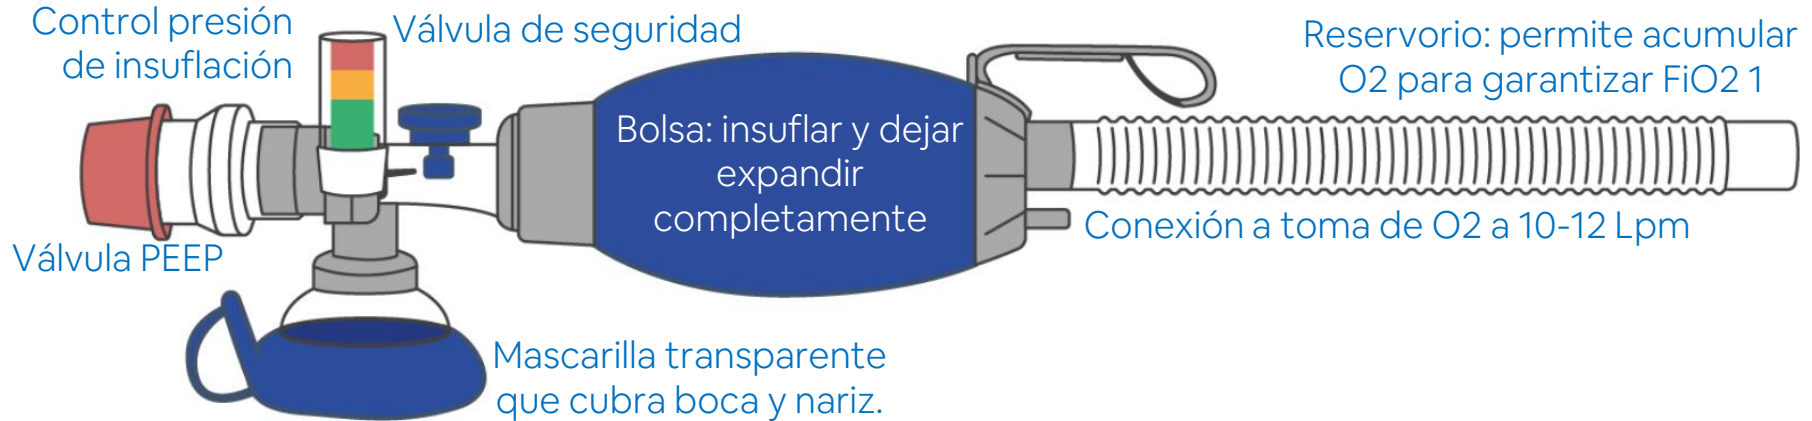 Control presión
de insuflación
Válvula de seguridad
Reservorio: permite acumular
O2 para garantizar FiO2 1
Bolsa: insuflar y dejar
expandir
completamente
Conexión a toma de O2 a 10-12 Lpm
Válvula PEEP
Mascarilla transparente
que cubra boca y nariz.